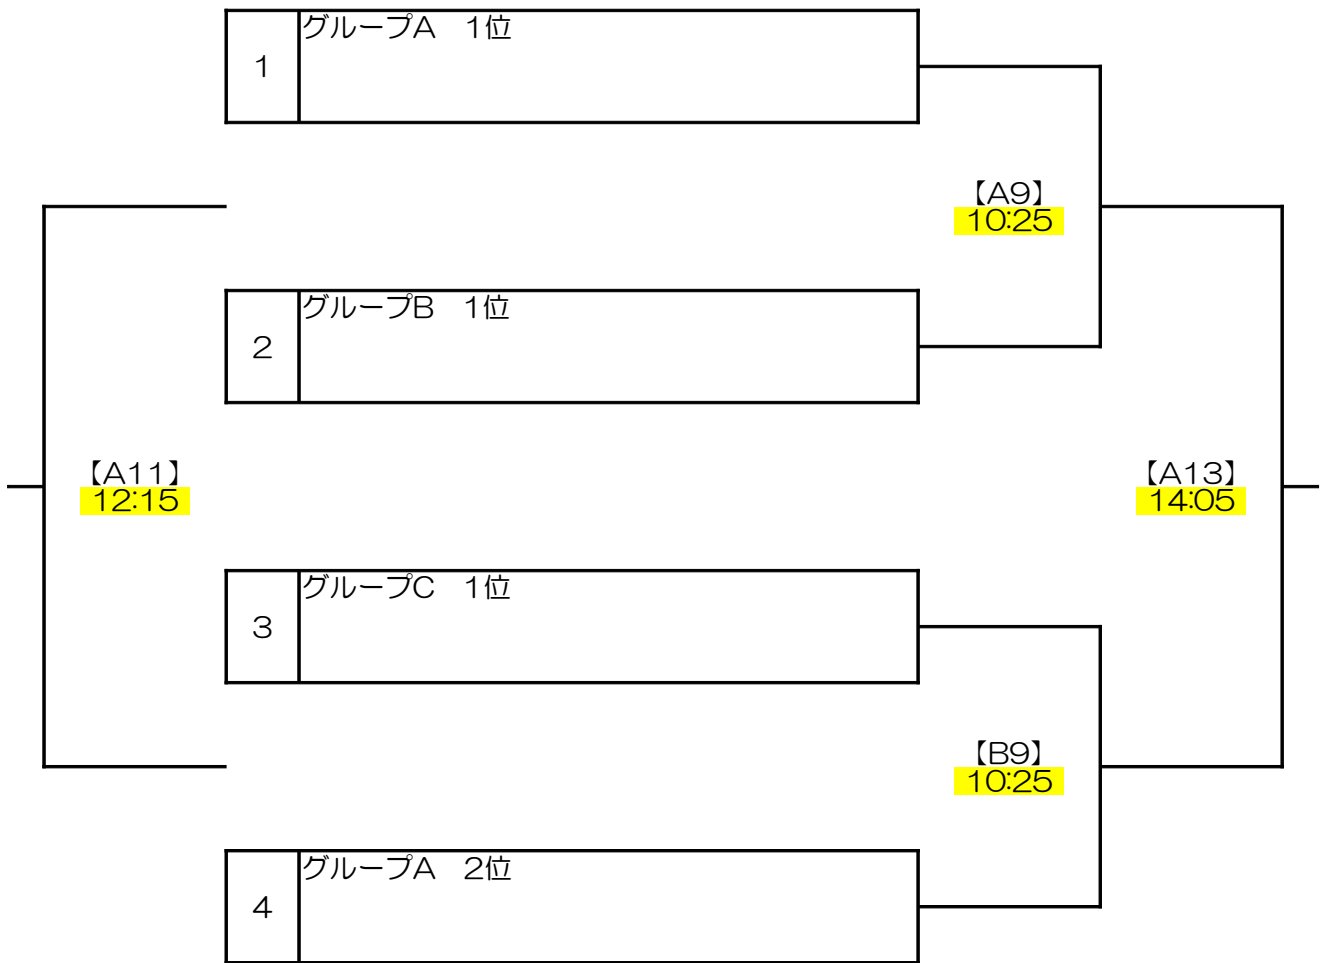 グループA　1位
1
【A9】
10:25
グループB　1位
2
【A11】
12:15
【A13】
14:05
グループC　1位
3
【B9】
10:25
グループA　2位
4